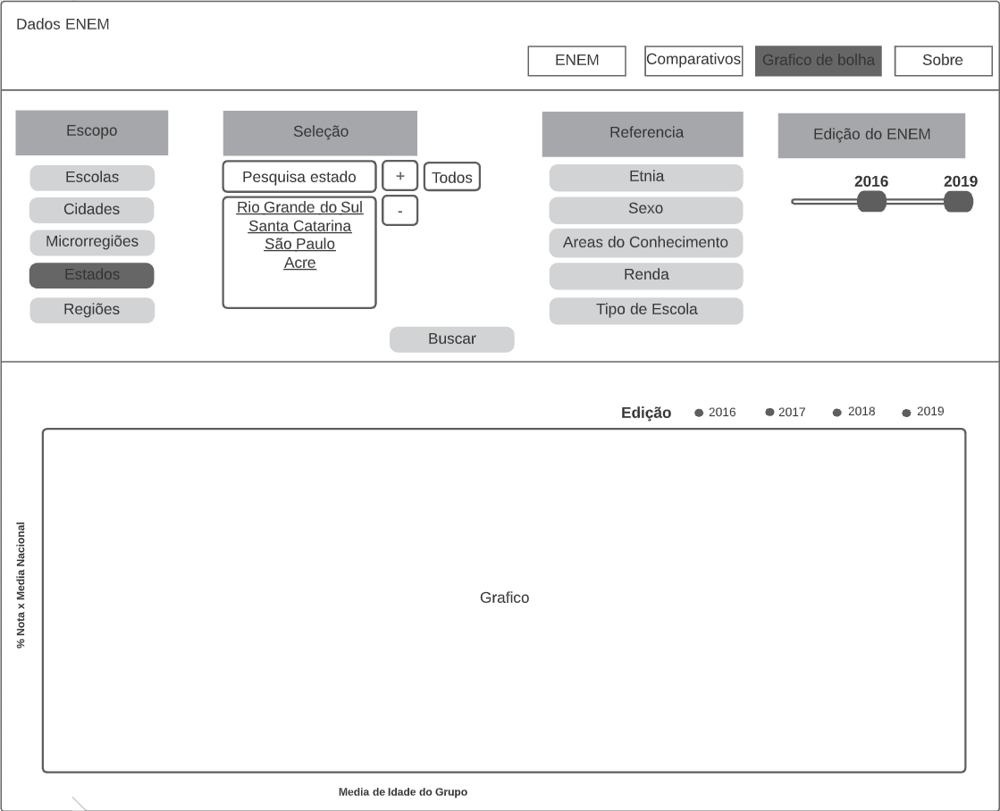 Dados ENEM
ENEM
Comparativos
Grafico de bolha
Sobre
Escopo
Seleção
Referencia
Edição do ENEM
Escolas
Cidades
Microrregiões
Estados
Regiões
Pesquisa estado
+
Todos
-
Rio Grande do Sul
Santa Catarina
São Paulo
Acre
Buscar
Etnia
Sexo
Areas do Conhecimento
Renda
Tipo de Escola
2016
2019
Edição
2016
2017
2018
2019
% Nota x Media Nacional
Grafico
Media de Idade do Grupo